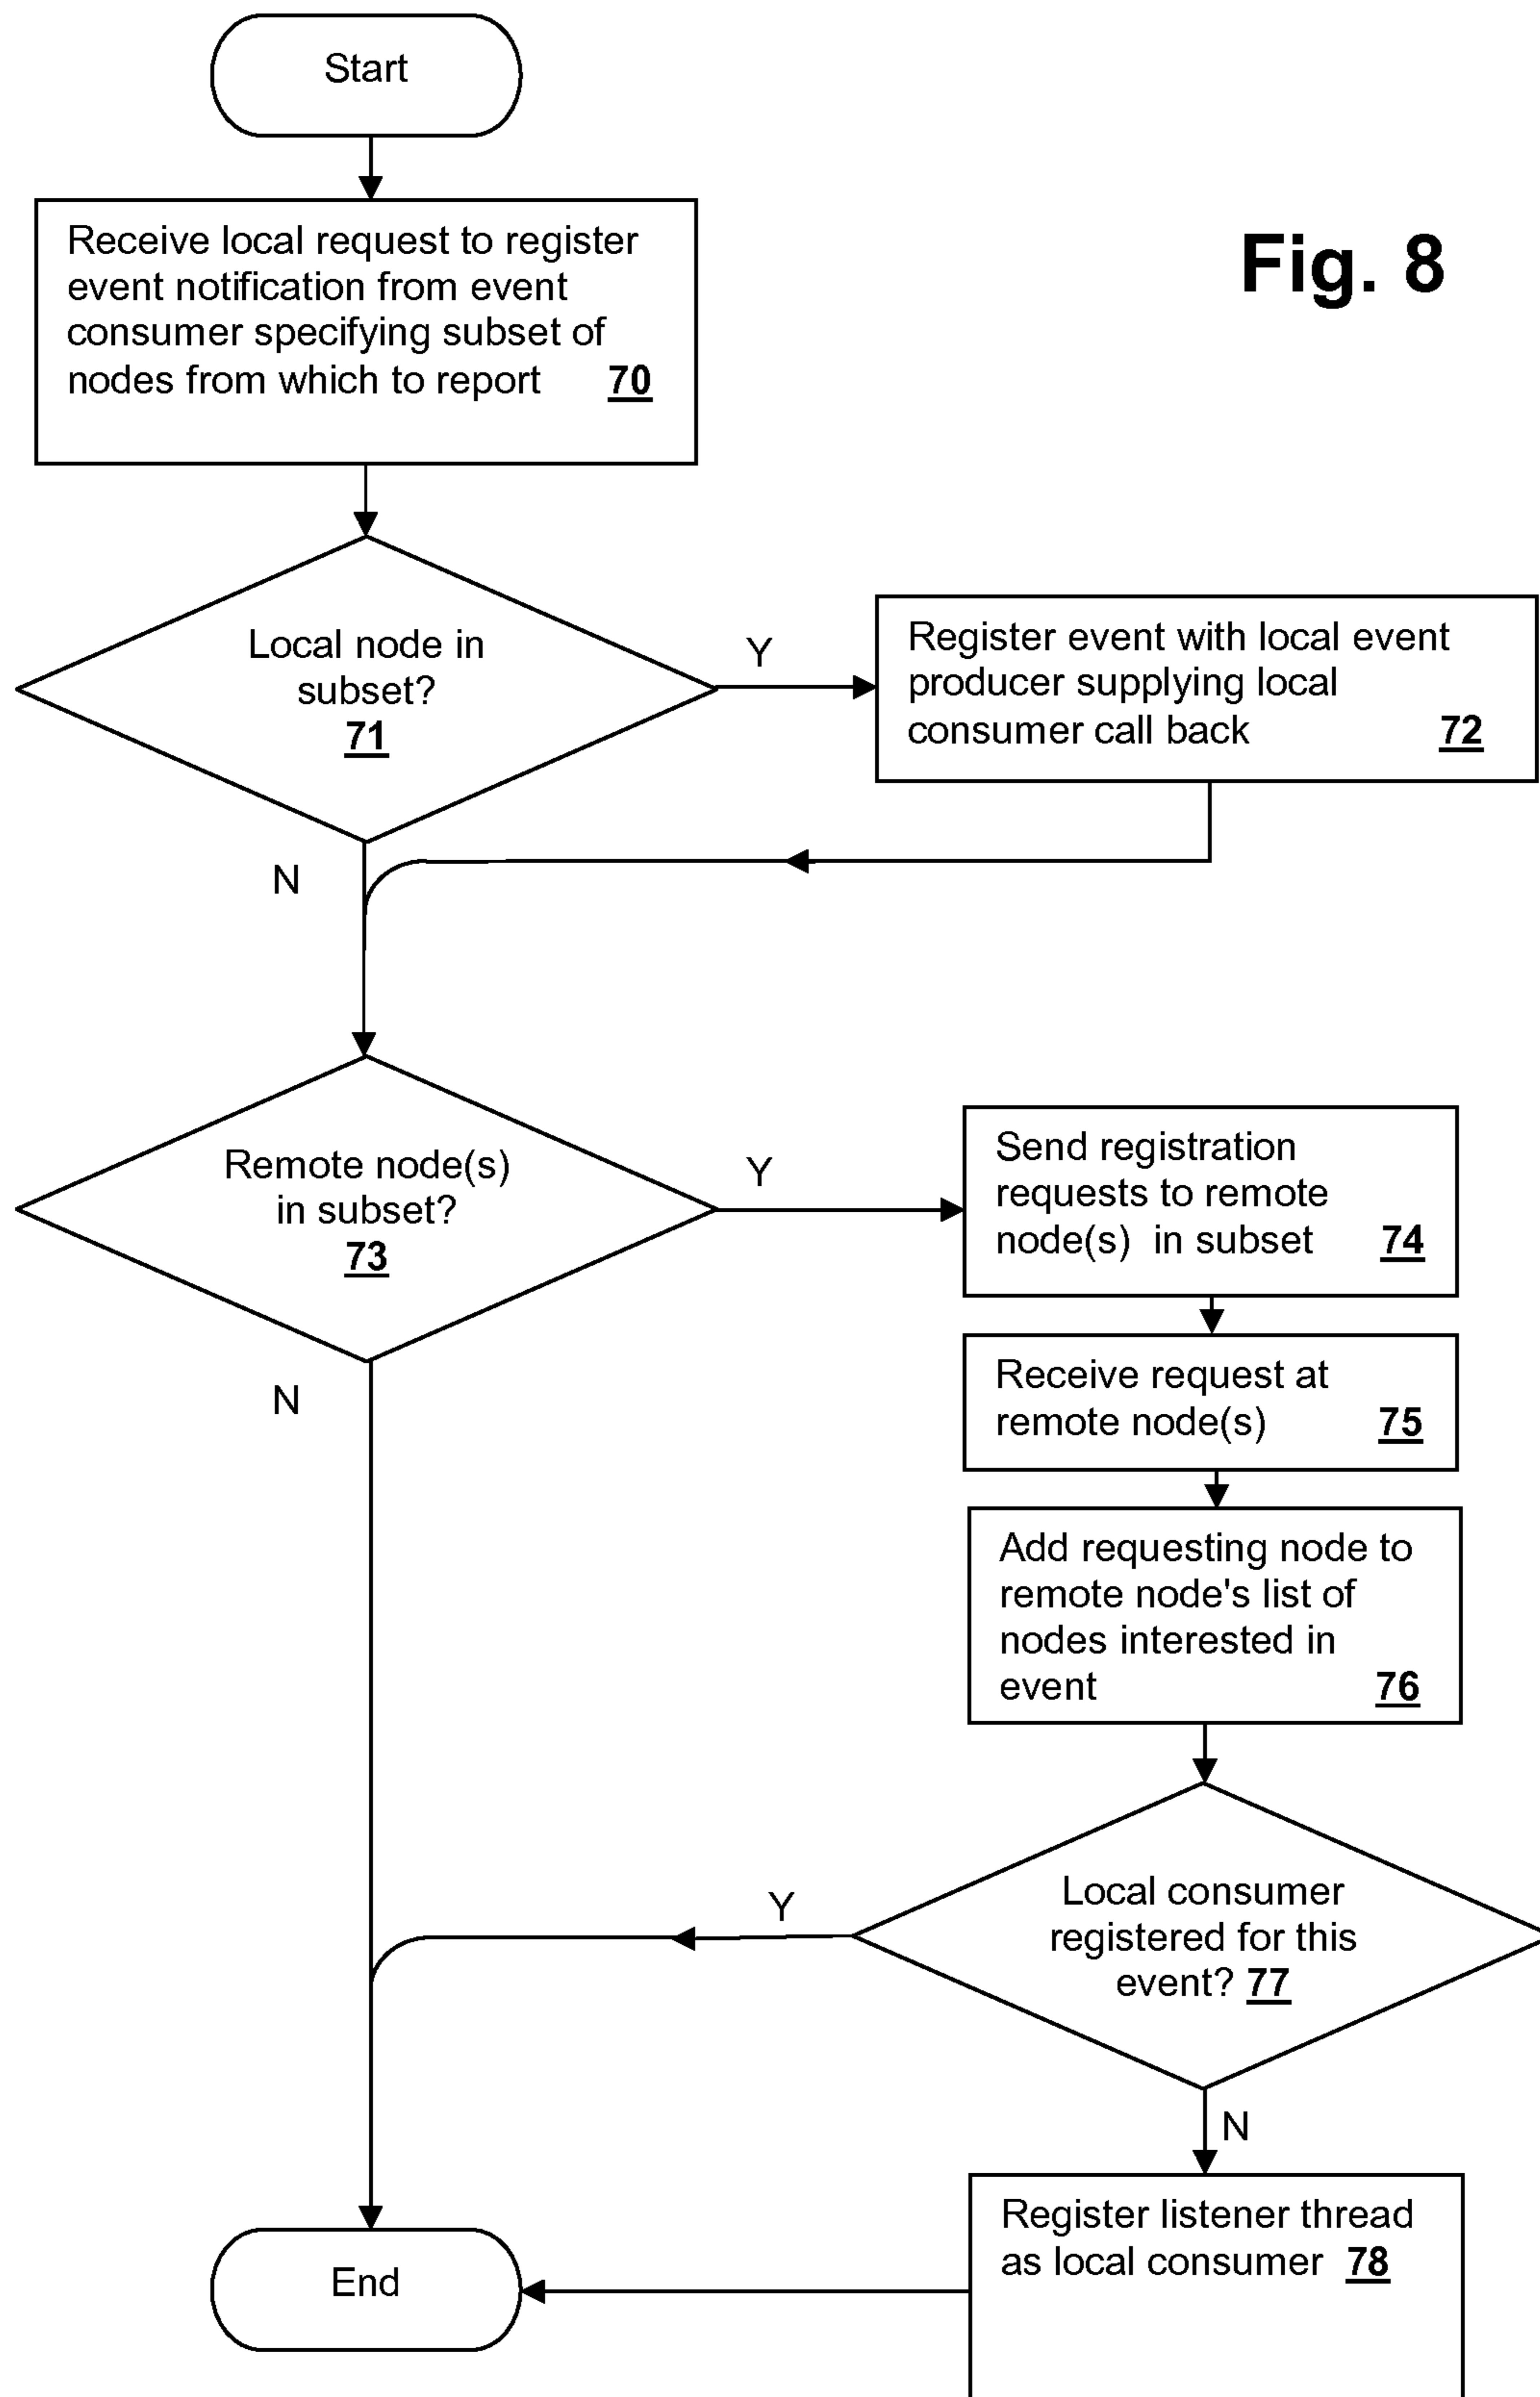 Start
Fig. 8
Receive local request to register
event notification from event
consumer specifying subset of
nodes from which to report 70
Local node in
subset?
71
Y
Register event with local event
producer supplying local
consumer call back 72
N
Remote node(s)
in subset?
73
Y
Send registration
requests to remote
node(s) in subset 74
N
Receive request at
remote node(s) 75
Add requesting node to
remote node's list of
nodes interested in
event 76
Y
Local consumer
registered for this
event? 77
N
Register listener thread
as local consumer 78
End